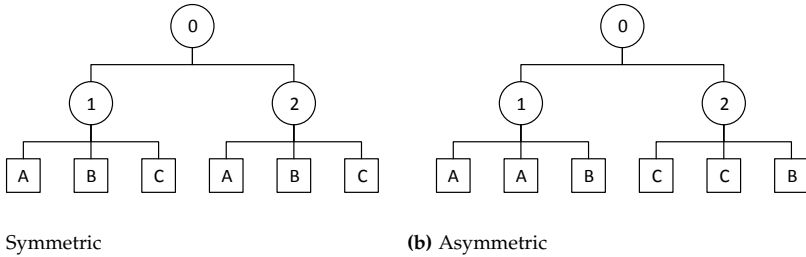 0 0
1 2 1 2
A B C A B C A A B C C B
Symmetric (b) Asymmetric